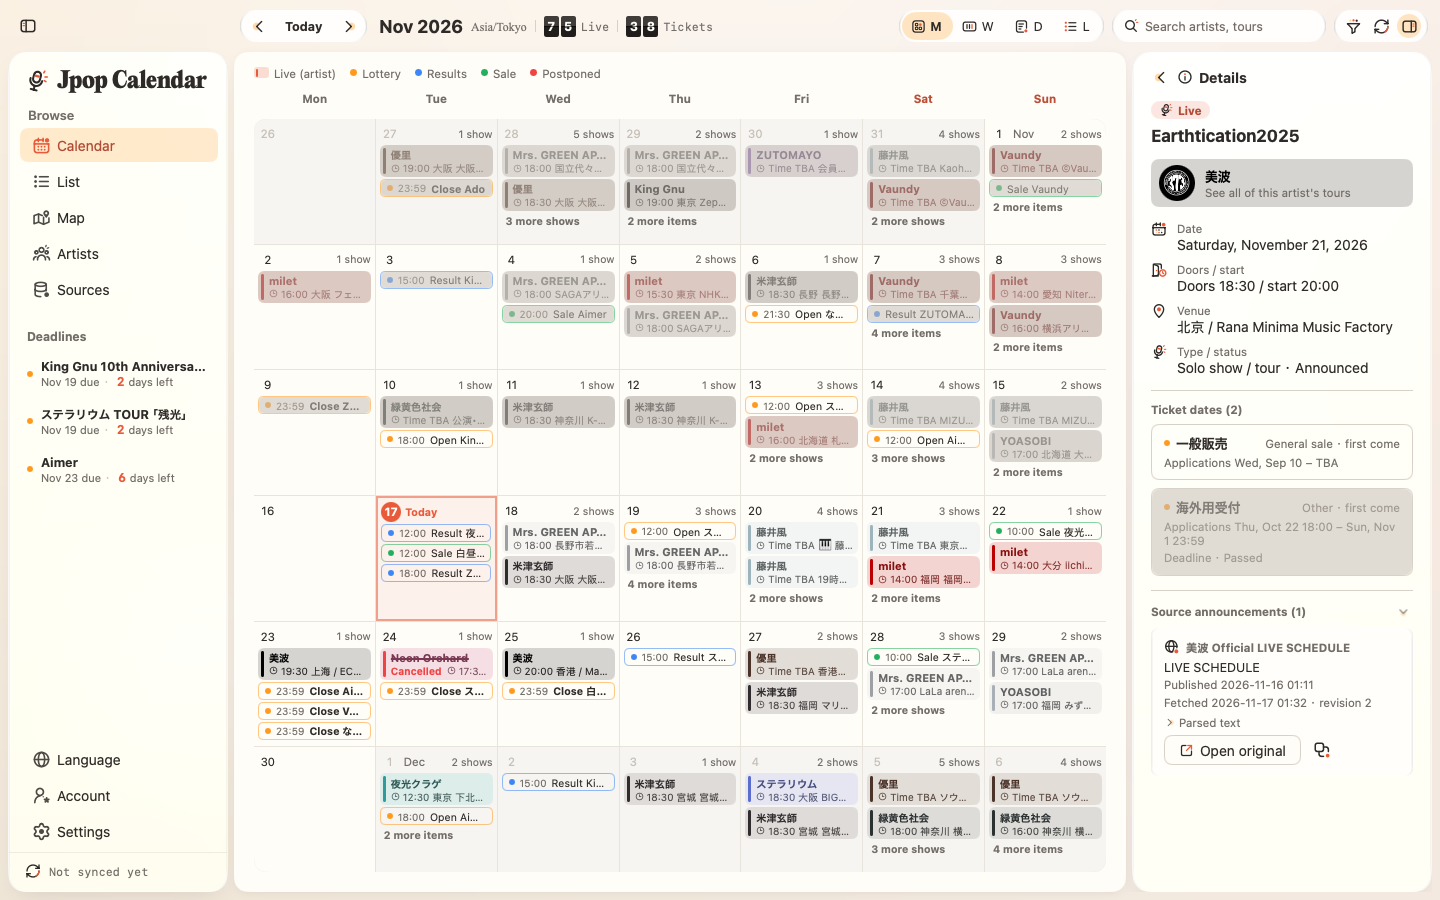 Today
Nov 2026
Asia/Tokyo
75 Live
38 Tickets
M
W
D
L
Search artists, tours
Jpop Calendar
Browse
Calendar
List
Map
Artists
Sources
Deadlines
King Gnu 10th Anniversa...
Nov 19 due · 2 days left
ステラリウム TOUR「残光」
Nov 19 due · 2 days left
Aimer
Nov 23 due · 6 days left
Language
Account
Settings
Not synced yet
Live (artist)
Lottery
Results
Sale
Postponed
Mon
Tue
Wed
Thu
Fri
Sat
Sun
26
27
1 show
優里
19:00 大阪 大阪...
23:59 Close Ado
28
5 shows
Mrs. GREEN AP...
18:00 国立代々...
優里
18:30 大阪 大阪...
3 more shows
29
2 shows
Mrs. GREEN AP...
18:00 国立代々...
King Gnu
19:00 東京 Zep...
2 more items
30
1 show
ZUTOMAYO
Time TBA 会員...
31
4 shows
藤井風
Time TBA Kaoh...
Vaundy
Time TBA ⓒVau...
2 more shows
1 Nov
2 shows
Vaundy
Time TBA ⓒVau...
Sale Vaundy
2 more items
2
1 show
milet
16:00 大阪 フェ...
3
15:00 Result Ki...
4
1 show
Mrs. GREEN AP...
18:00 SAGAアリ...
20:00 Sale Aimer
5
2 shows
milet
15:30 東京 NHK...
Mrs. GREEN AP...
18:00 SAGAアリ...
6
1 show
米津玄師
18:30 長野 長野...
21:30 Open な...
7
3 shows
Vaundy
Time TBA 千葉...
Result ZUTOMA...
4 more items
8
3 shows
milet
14:00 愛知 Niter...
Vaundy
16:00 横浜アリ...
2 more items
9
23:59 Close Z...
10
1 show
緑黄色社会
Time TBA 公演-...
18:00 Open Kin...
11
1 show
米津玄師
18:30 神奈川 K-...
12
1 show
米津玄師
18:30 神奈川 K-...
13
3 shows
12:00 Open ス...
milet
16:00 北海道 札...
2 more shows
14
4 shows
藤井風
Time TBA MIZU...
12:00 Open Ai...
3 more shows
15
2 shows
藤井風
Time TBA MIZU...
YOASOBI
17:00 北海道 大...
2 more items
16
17 Today
12:00 Result 夜...
12:00 Sale 白昼...
18:00 Result Z...
18
2 shows
Mrs. GREEN AP...
18:00 長野市若...
米津玄師
18:30 大阪 大阪...
19
3 shows
12:00 Open ス...
Mrs. GREEN AP...
18:00 長野市若...
4 more items
20
4 shows
藤井風
Time TBA 🎹 藤...
藤井風
Time TBA 19時...
2 more shows
21
3 shows
藤井風
Time TBA 東京...
milet
14:00 福岡 福岡...
2 more items
22
1 show
10:00 Sale 夜光...
milet
14:00 大分 iichi...
23
1 show
美波
19:30 上海 / EC...
23:59 Close Ai...
23:59 Close V...
23:59 Close な...
24
1 show
Neon Orchard
Cancelled 17:3...
23:59 Close ス...
25
1 show
美波
20:00 香港 / Ma...
23:59 Close 白...
26
15:00 Result ス...
27
2 shows
優里
Time TBA 香港...
米津玄師
18:30 福岡 マリ...
28
3 shows
10:00 Sale ステ...
Mrs. GREEN AP...
17:00 LaLa aren...
2 more shows
29
2 shows
Mrs. GREEN AP...
17:00 LaLa aren...
YOASOBI
17:00 福岡 みず...
30
1 Dec
2 shows
夜光クラゲ
12:30 東京 下北...
18:00 Open Ai...
2 more items
2
15:00 Result Ki...
3
1 show
米津玄師
18:30 宮城 宮城...
4
2 shows
ステラリウム
18:30 大阪 BIG...
米津玄師
18:30 宮城 宮城...
5
5 shows
優里
Time TBA ソウ...
緑黄色社会
18:00 神奈川 横...
3 more shows
6
4 shows
優里
Time TBA ソウ...
緑黄色社会
16:00 神奈川 横...
4 more items
Details
Live
Earthtication2025
美波
See all of this artist's tours
Date
Saturday, November 21, 2026
Doors / start
Doors 18:30 / start 20:00
Venue
北京 / Rana Minima Music Factory
Type / status
Solo show / tour · Announced
Ticket dates (2)
一般販売
General sale · first come
Applications Wed, Sep 10 – TBA
海外用受付
Other · first come
Applications Thu, Oct 22 18:00 – Sun, Nov
1 23:59
Deadline · Passed
Source announcements (1)
美波 Official LIVE SCHEDULE
LIVE SCHEDULE
Published 2026-11-16 01:11
Fetched 2026-11-17 01:32 · revision 2
Parsed text
Open original